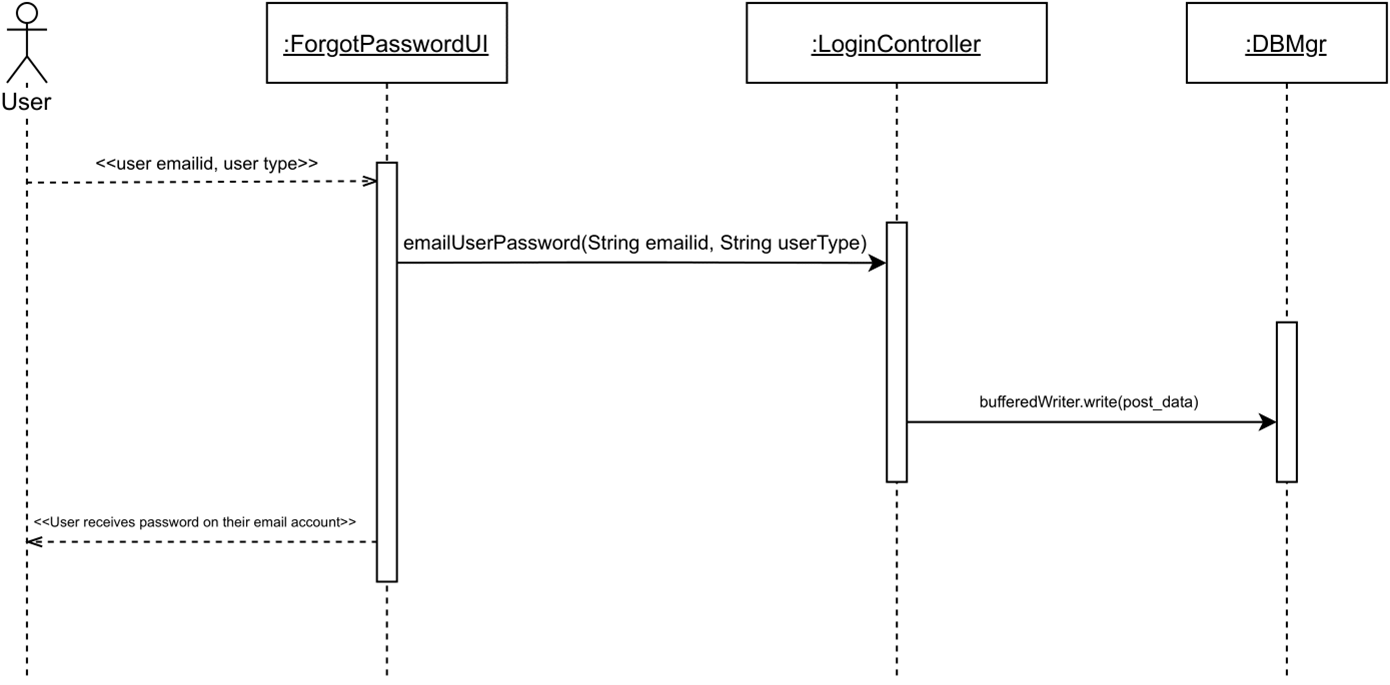 :ForgotPasswordUI
:LoginController
:DBMgr
User
<<user emailid, user type>>
emailUserPassword(String emailid, String userType)
bufferedWriter.write(post_data)
<<User receives password on their email account>>